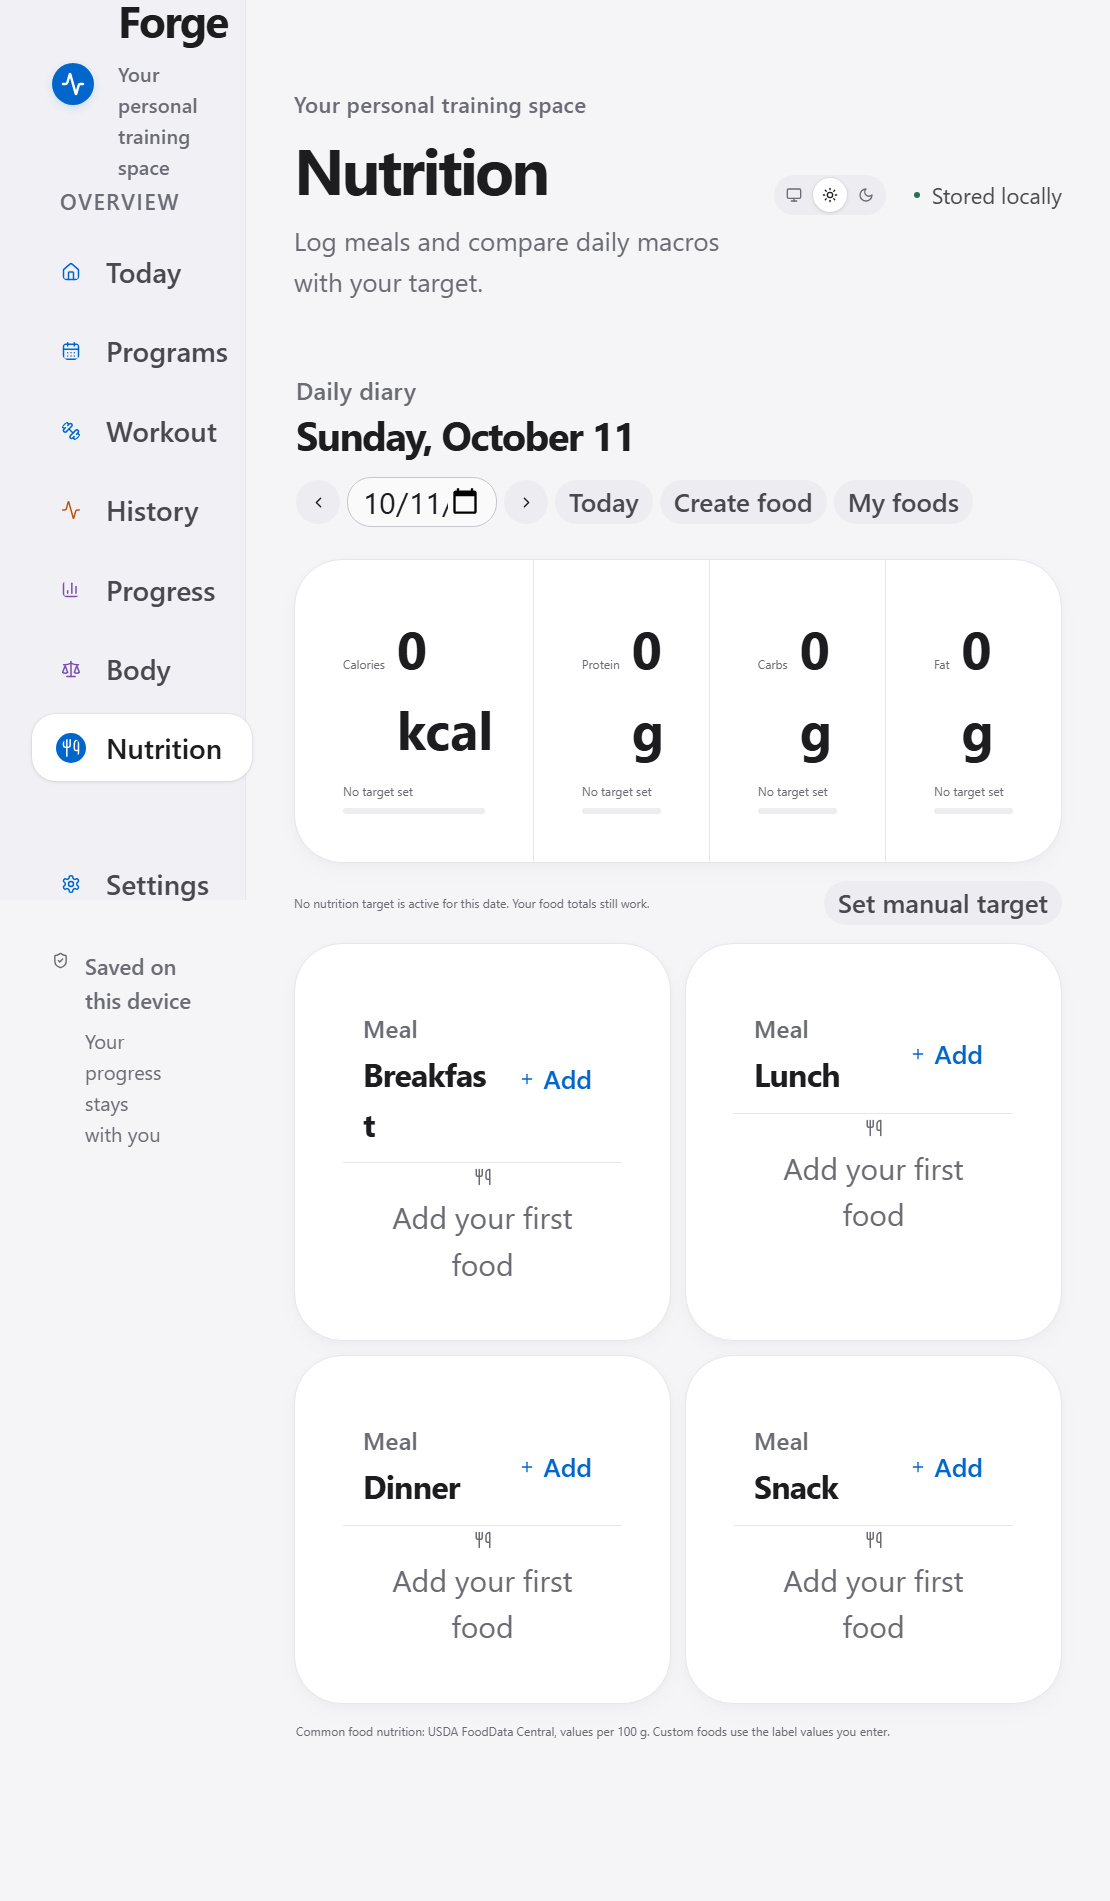 Forge
Your
personal
training
space
OVERVIEW
Today
Programs
Workout
History
Progress
Body
Nutrition
Settings
Saved on
this device
Your
progress
stays
with you
Your personal training space
Nutrition
Log meals and compare daily macros
with your target.
Stored locally
Daily diary
Sunday, October 11
10/11/
Today
Create food
My foods
Calories 0
kcal
No target set
Protein 0
g
No target set
Carbs 0
g
No target set
Fat 0
g
No target set
No nutrition target is active for this date. Your food totals still work.
Set manual target
Meal
Breakfas
t
+ Add
Add your first
food
Meal
Lunch
+ Add
Add your first
food
Meal
Dinner
+ Add
Add your first
food
Meal
Snack
+ Add
Add your first
food
Common food nutrition: USDA FoodData Central, values per 100 g. Custom foods use the label values you enter.